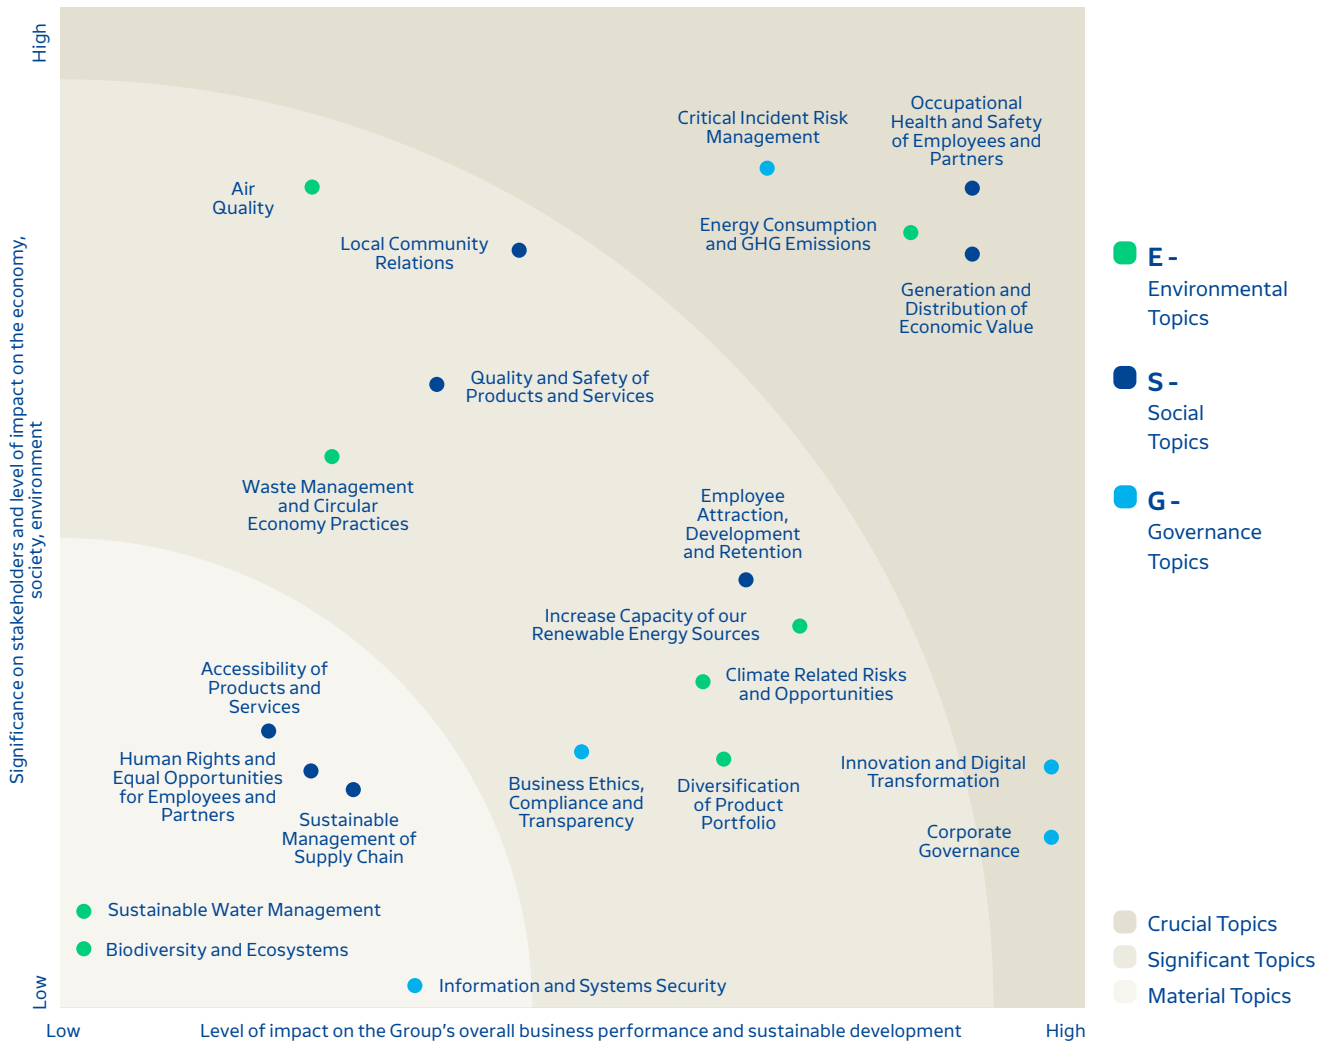 High
Significance on stakeholders and level of impact on the economy,
society, environment
Low
Low
Level of impact on the Group's overall business performance and sustainable development
High
Critical Incident Risk
Management
Occupational
Health and Safety
of Employees and
Partners
Air
Quality
Local Community
Relations
Energy Consumption
and GHG Emissions
Generation and
Distribution of
Economic Value
Quality and Safety of
Products and Services
Waste Management
and Circular
Economy Practices
Employee
Attraction,
Development
and Retention
Increase Capacity of our
Renewable Energy Sources
Climate Related Risks
and Opportunities
Accessibility of
Products and
Services
Human Rights and
Equal Opportunities
for Employees and
Partners
Sustainable
Management of
Supply Chain
Business Ethics,
Compliance and
Transparency
Diversification
of Product
Portfolio
Innovation and Digital
Transformation
Corporate
Governance
Sustainable Water Management
Biodiversity and Ecosystems
Information and Systems Security
E -
Environmental
Topics
S -
Social
Topics
G -
Governance
Topics
Crucial Topics
Significant Topics
Material Topics